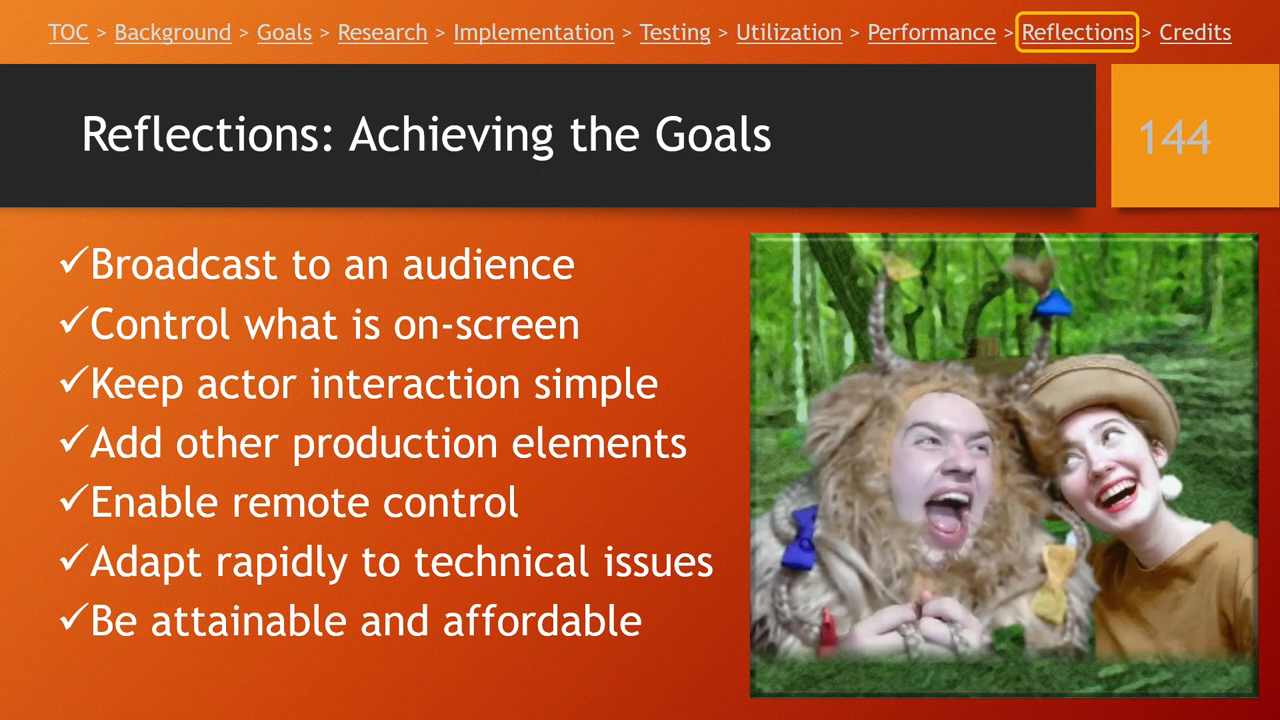 TOC > Background > Goals > Research > Implementation > Testing > Utilization > Performance > Reflections > Credits
Reflections: Achieving the Goals
144
✓Broadcast to an audience
✓Control what is on-screen
✓Keep actor interaction simple
✓Add other production elements
✓Enable remote control
✓Adapt rapidly to technical issues
✓Be attainable and affordable